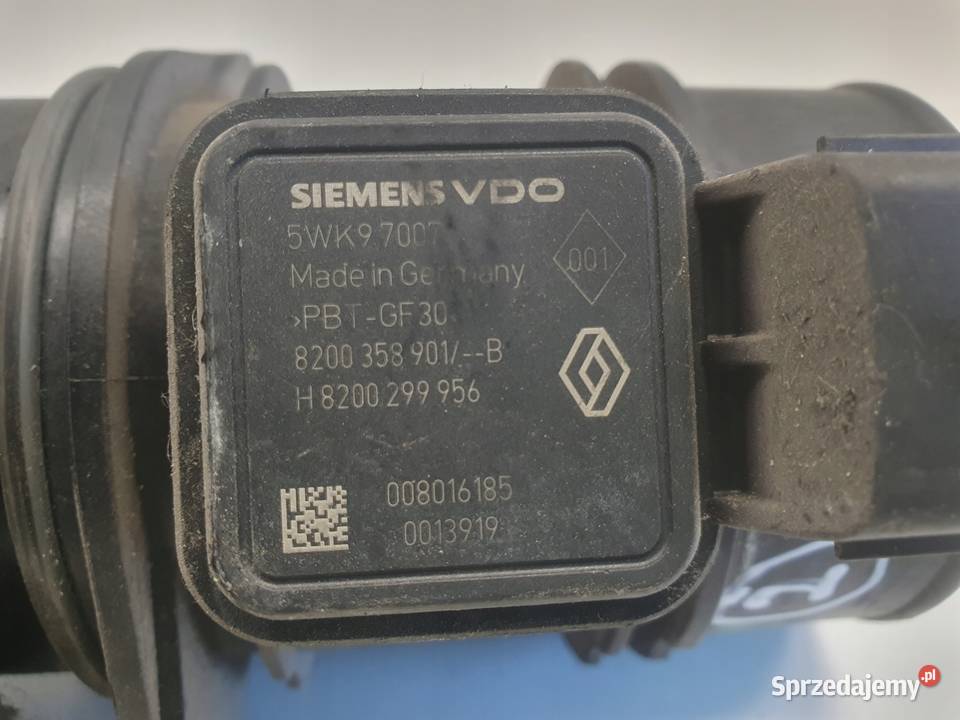 SIEMENS VDO
5WK9 7007
Made in Germany
001
>PBT-GF30
8200 358 901/--B
H 8200 299 956
008016185
0013919
Sprzedajemy.pl